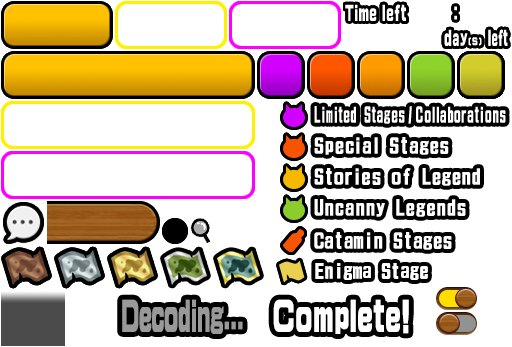 Time left 8
day(s) left
Limited Stages/Collaborations
Special Stages
Stories of Legend
Uncanny Legends
Catamin Stages
Enigma Stage
Decoding... Complete!